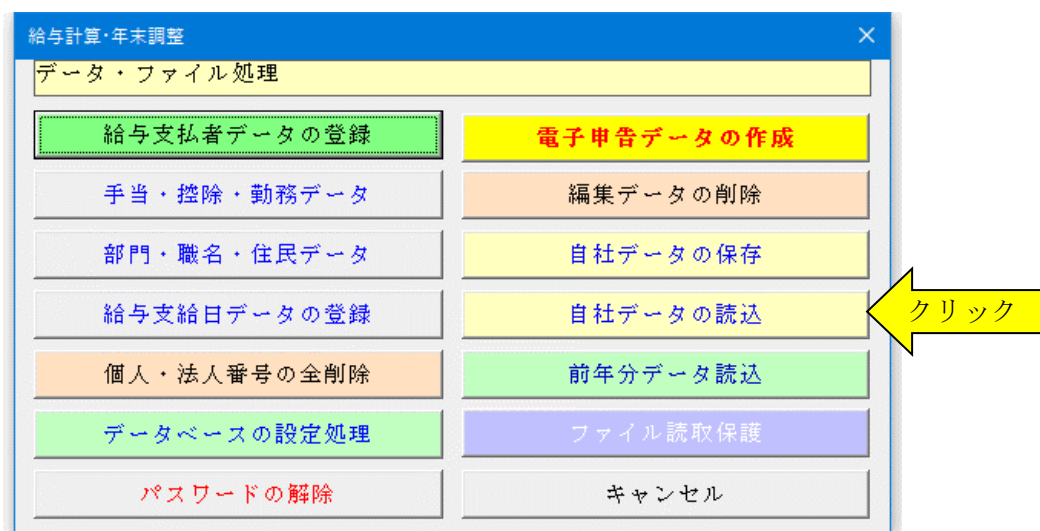 給与計算・年末調整
データ・ファイル処理
給与支払者データの登録
電子申告データの作成
手当・控除・勤務データ
編集データの削除
部門・職名・住民データ
自社データの保存
給与支給日データの登録
自社データの読込
クリック
個人・法人番号の全削除
前年分データ読込
データベースの設定処理
ファイル読取保護
パスワードの解除
キャンセル